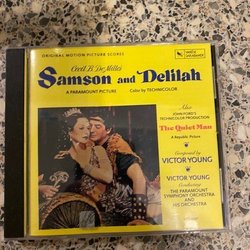 ORIGINAL MOTION PICTURE SCORES
Cecil B. DeMille's
Samson and Delilah
A PARAMOUNT PICTURE Color by TECHNICOLOR
Also
JOHN FORD'S
TECHNICOLOR PRODUCTION
The Quiet Man
A Republic Picture
Composed by
VICTOR YOUNG
VICTOR YOUNG
Conducting
THE PARAMOUNT
SYMPHONY ORCHESTRA
AND
HIS ORCHESTRA